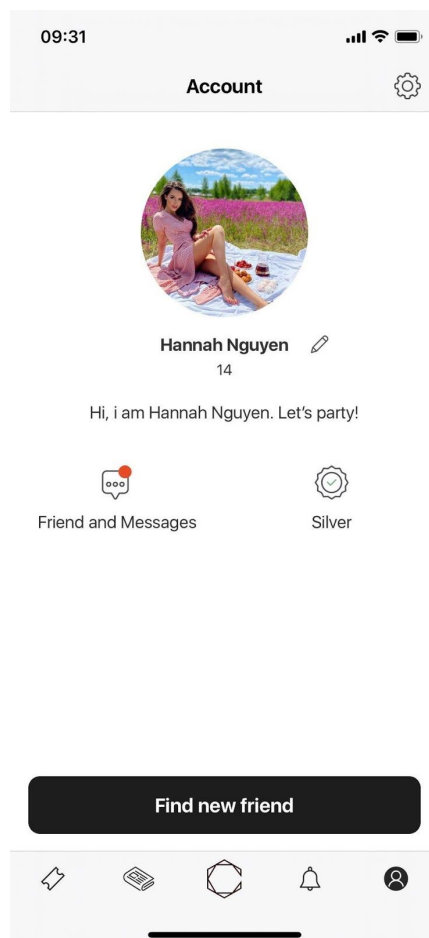 09:31
Account
Hannah Nguyen
14
Hi, i am Hannah Nguyen. Let's party!
Friend and Messages
Silver
Find new friend